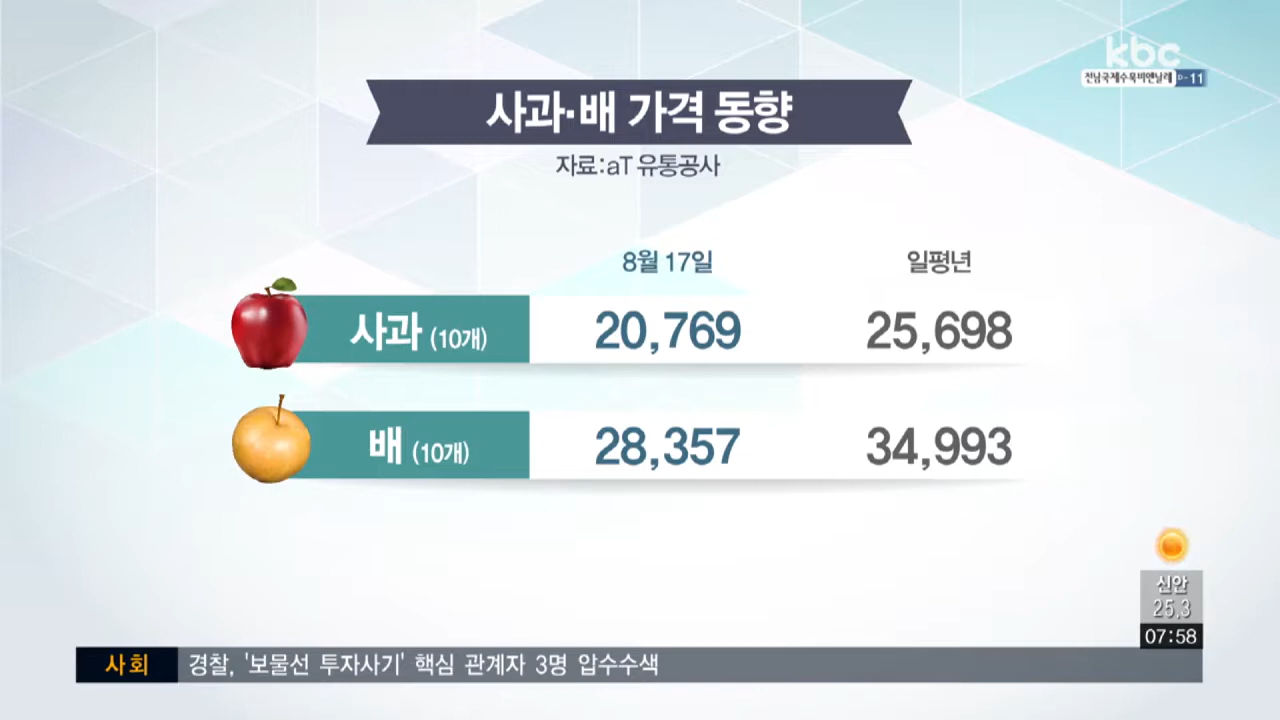 kbc
전남국제수묵비엔날레 D-11
사과·배 가격 동향
자료:aT 유통공사
8월 17일 일평년
사과 (10개) 20,769 25,698
배 (10개) 28,357 34,993
신안
25.3
07:58
사회 경찰, '보물선 투자사기' 핵심 관계자 3명 압수수색